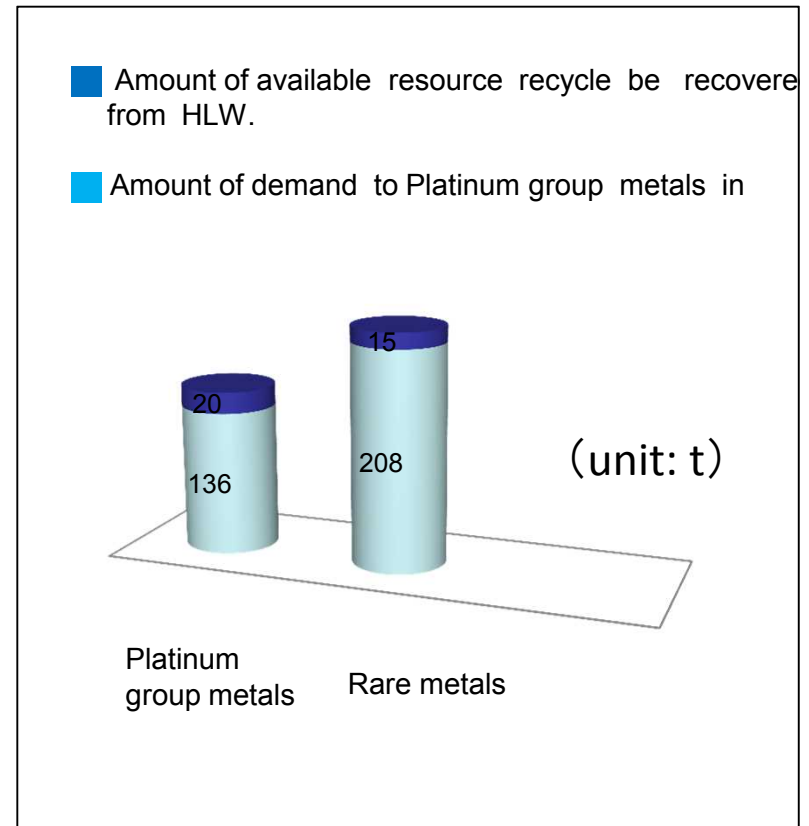 Amount of available resource recycle be recovere
from HLW.
Amount of demand to Platinum group metals in
15
20
208
（unit: t）
136
Platinum
group metals
Rare metals